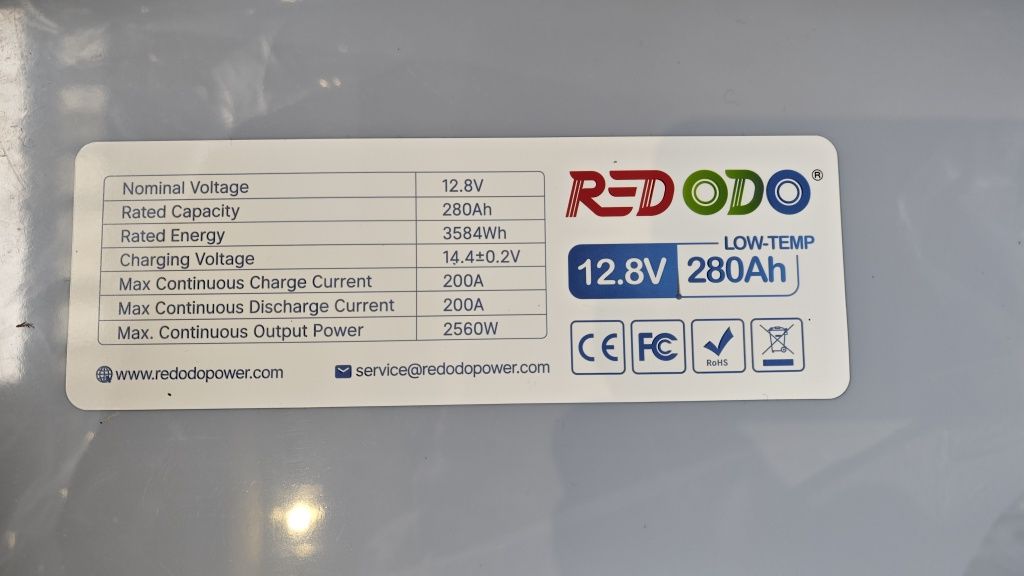 Nominal Voltage 12.8V
Rated Capacity 280Ah
Rated Energy 3584Wh
Charging Voltage 14.4±0.2V
Max Continuous Charge Current 200A
Max Continuous Discharge Current 200A
Max. Continuous Output Power 2560W
www.redodopower.com service@redodopower.com
REDODO®
LOW-TEMP
12.8V 280Ah
CE FC RoHS